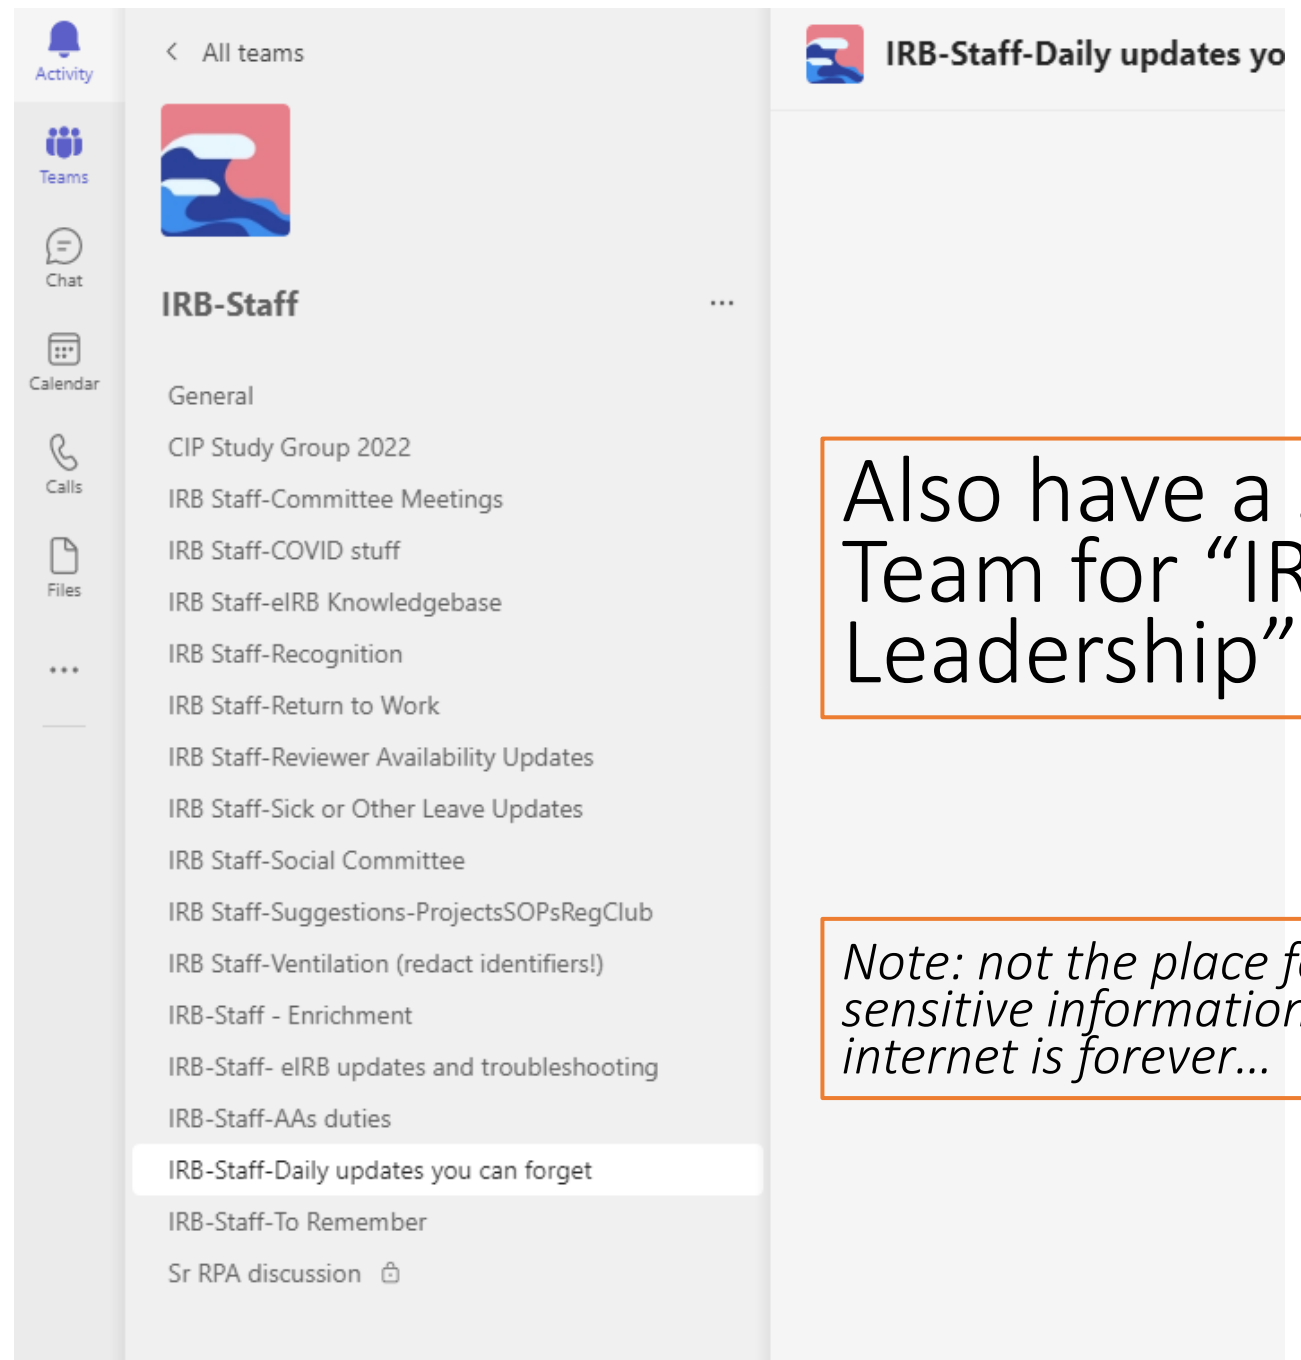 Activity
Teams
Chat
Calendar
Calls
Files
All teams
IRB-Staff
General
CIP Study Group 2022
IRB Staff-Committee Meetings
IRB Staff-COVID stuff
IRB Staff-eIRB Knowledgebase
IRB Staff-Recognition
IRB Staff-Return to Work
IRB Staff-Reviewer Availability Updates
IRB Staff-Sick or Other Leave Updates
IRB Staff-Social Committee
IRB Staff-Suggestions-ProjectsSOPsRegClub
IRB Staff-Ventilation (redact identifiers!)
IRB-Staff - Enrichment
IRB-Staff- eIRB updates and troubleshooting
IRB-Staff-AAs duties
IRB-Staff-Daily updates you can forget
IRB-Staff-To Remember
Sr RPA discussion
IRB-Staff-Daily updates
Also have a
Team for
Leadership”
Note: not the place
sensitive information
internet is forever...